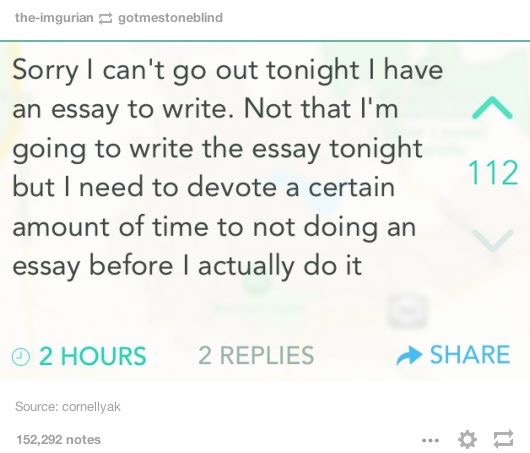 the-imgurian gotmestoneblind
Sorry I can't go out tonight I have
an essay to write. Not that I'm
going to write the essay tonight
but I need to devote a certain
amount of time to not doing an
essay before I actually do it
112
2 HOURS 2 REPLIES SHARE
Source: cornellyak
152,292 notes